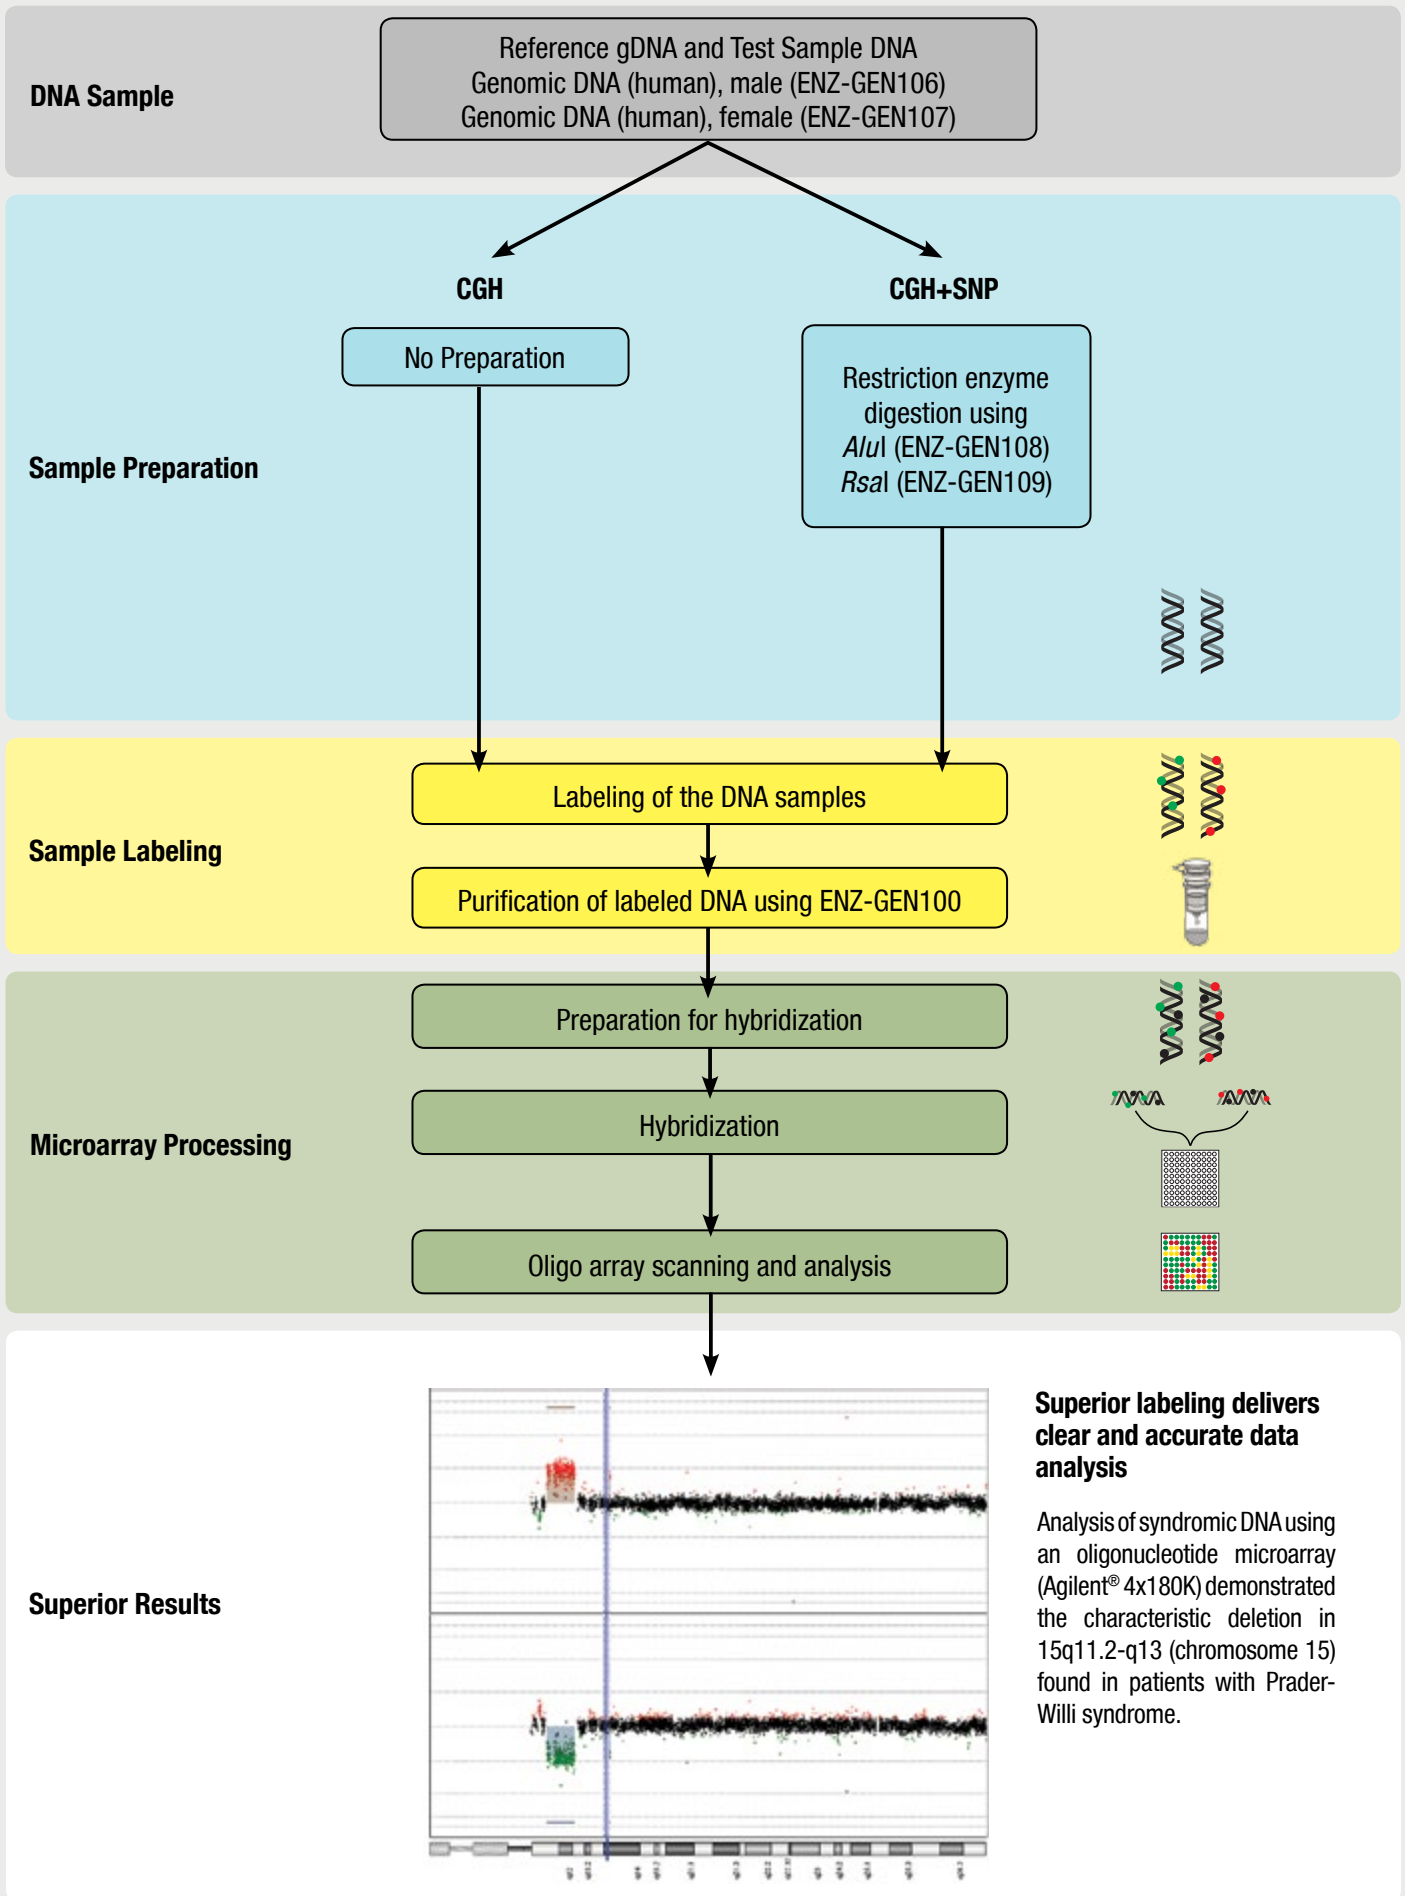 DNA Sample
Reference gDNA and Test Sample DNA
Genomic DNA (human), male (ENZ-GEN106)
Genomic DNA (human), female (ENZ-GEN107)
Sample Preparation
CGH
No Preparation
CGH+SNP
Restriction enzyme
digestion using
AluI (ENZ-GEN108)
RsaI (ENZ-GEN109)
Sample Labeling
Labeling of the DNA samples
Purification of labeled DNA using ENZ-GEN100
Microarray Processing
Preparation for hybridization
Hybridization
Oligo array scanning and analysis
Superior Results
Superior labeling delivers
clear and accurate data
analysis
Analysis of syndromic DNA using
an oligonucleotide microarray
(Agilent® 4x180K) demonstrated
the characteristic deletion in
15q11.2-q13 (chromosome 15)
found in patients with Prader-
Willi syndrome.